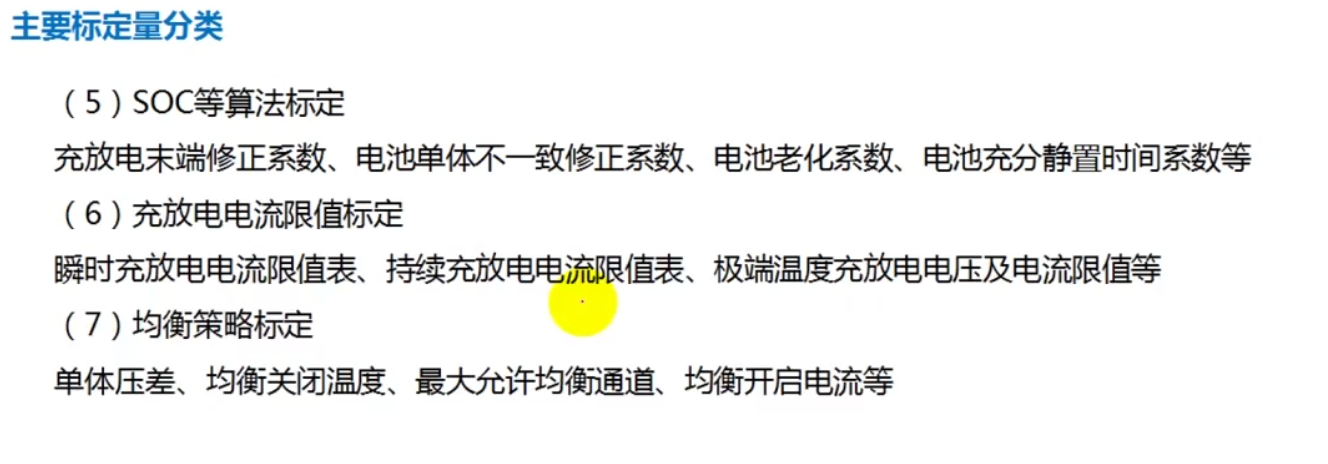 主要标定量分类
（5）SOC等算法标定
充放电末端修正系数、电池单体不一致修正系数、电池老化系数、电池充分静置时间系数等
（6）充放电电流限值标定
瞬时充放电电流限值表、持续充放电电流限值表、极端温度充放电电压及电流限值等
（7）均衡策略标定
单体压差、均衡关闭温度、最大允许均衡通道、均衡开启电流等